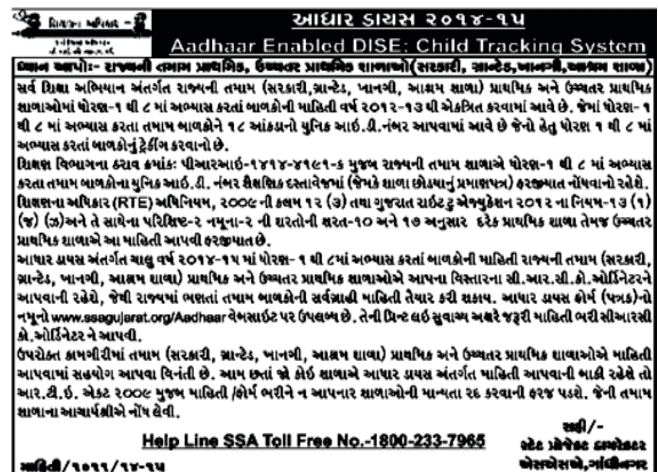 આધાર ડાયસ ૨૦૧૪-૧૫
Aadhaar Enabled DISE: Child Tracking System
ધ્યાન આપો:- રાજ્યની તમામ પ્રાથમિક, ઉચ્ચતર પ્રાથમિક શાળાઓ(સરકારી, ગ્રાન્ટેડ,ખાનગી,આશ્રમ શાળા)
સર્વ શિક્ષા અભિયાન અંતર્ગત રાજ્યની તમામ (સરકારી,ગ્રાન્ટેડ, ખાનગી, આશ્રમ શાળા) પ્રાથમિક અને ઉચ્ચતર પ્રાથમિક
શાળાઓમાં ધોરણ-૧ થી ૮ માં અભ્યાસ કરતાં બાળકોની માહિતી વર્ષ ૨૦૧૨-૧૩ થી એકત્રિત કરવામાં આવે છે. જેમાં ધોરણ-૧
થી ૮ માં અભ્યાસ કરતા તમામ બાળકોને ૧૮ આંકડાનો યુનિક આઇ.ડી.નંબર આપવામાં આવે છે જેનો હેતુ ધોરણ ૧ થી ૮ માં
અભ્યાસ કરતાં બાળકોનું ટ્રેકીંગ કરવાનો છે.
શિક્ષણ વિભાગના ઠરાવ ક્રમાંક: પીઆરઆઇ-૧૪૧૪-૪૧૯૧-ક મુજબ રાજ્યની તમામ શાળાએ ધોરણ-૧ થી ૮ માં અભ્યાસ
કરતા તમામ બાળકોના યુનિક આઇ.ડી. નંબર શૈક્ષણિક દસ્તાવેજમાં (જેમકે શાળા છોડયાનું પ્રમાણપત્ર) ફરજીયાત નોંધવાનો રહેશે.
શિક્ષણના અધિકાર (RTE) અધિનિયમ, ૨૦૦૯ ની કલમ ૧૨ (૩) તથા ગુજરાત રાઇટ ટુ એજ્યુકેશન ૨૦૧૨ ના નિયમ-૧૩ (૧)
(જ) (ઝ)અને તે સાથેના પરિશિષ્ટ-૨ નમૂના-૨ ની શરતોની શરત-૧૦ અને ૧૭ અનુસાર દરેક પ્રાથમિક શાળા તેમજ ઉચ્ચતર
પ્રાથમિક શાળાએ આ માહિતી આપવી ફરજીયાત છે.
આધાર ડાયસ અંતર્ગત ચાલુ વર્ષ ૨૦૧૪-૧૫ માં ધોરણ- ૧ થી ૮માં અભ્યાસ કરતાં બાળકોની માહિતી રાજ્યની તમામ (સરકારી,
ગ્રાન્ટેડ, ખાનગી, આશ્રમ શાળા) પ્રાથમિક અને ઉચ્ચતર પ્રાથમિક શાળાઓએ આપના વિસ્તારના સી.આર.સી.કો.ઓર્ડિનેટરને
આપવાની રહેશે, જેથી રાજ્યમાં ભણતાં તમામ બાળકોની સર્વગ્રાહી માહિતી તૈયાર કરી શકાય. આધાર ડાયસ ફોર્મ (પત્રક)નો
નમૂનો www.ssagujarat.org/Aadhaar વેબસાઇટ પર ઉપલબ્ધ છે. તેની પ્રિન્ટ લઇ સુવાચ્ય અક્ષરે જરૂરી માહિતી ભરી સીઆરસી
કો.ઓર્ડિનેટર ને આપવી.
ઉપરોક્ત કામગીરીમાં તમામ (સરકારી, ગ્રાન્ટેડ, ખાનગી, આશ્રમ શાળા) પ્રાથમિક અને ઉચ્ચતર પ્રાથમિક શાળાઓએ માહિતી
આપવામાં સહયોગ આપવા વિનંતી છે. આમ છતાં જો કોઇ શાળાએ આધાર ડાયસ અંતર્ગત માહિતી આપવાની બાકી રહેશે તો
આર.ટી.ઇ. એકટ ૨૦૦૯ મુજબ માહિતી /ફોર્મ ભરીને ન આપનાર શાળાઓની માન્યતા રદ કરવાની ફરજ પડશે. જેની તમામ
શાળાના આચાર્યશ્રીએ નોંધ લેવી.
સહી/-
Help Line SSA Toll Free No.-1800-233-7965
સ્ટેટ પ્રોજેક્ટ ડાયરેક્ટર
માહિતી/૧૦૧૧/૧૪-૧૫
એસએસએ,ગાંધીનગર